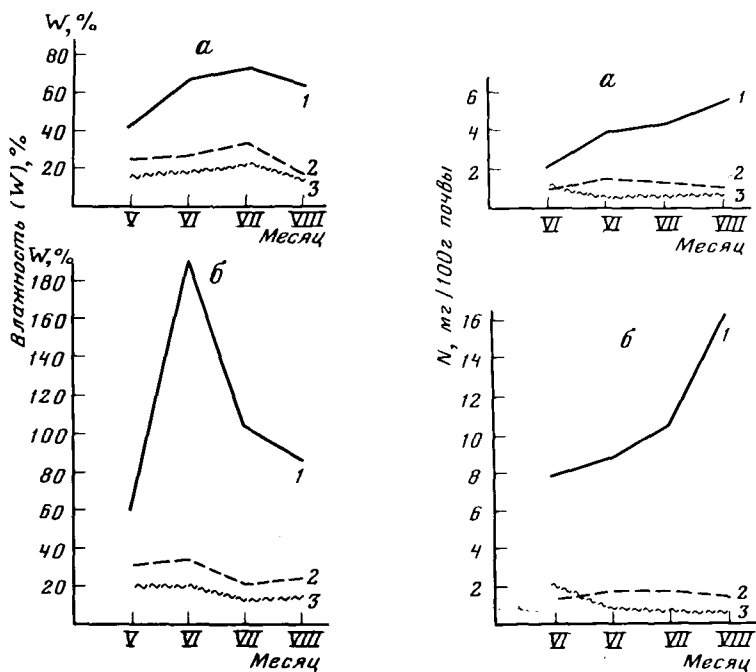 W,%
а
80
60
40
20
1
2
3
V VI VII VIII
Месяц
Влажность (W),%
W,%
б
180
160
140
120
100
80
60
40
20
1
2
3
V VI VII VIII
Месяц
а
6
4
2
1
2
3
VI VI VII VIII
Месяц
N, мг/100г почвы
б
16
14
12
10
8
6
4
2
1
2
3
VI VI VII VIII
Месяц